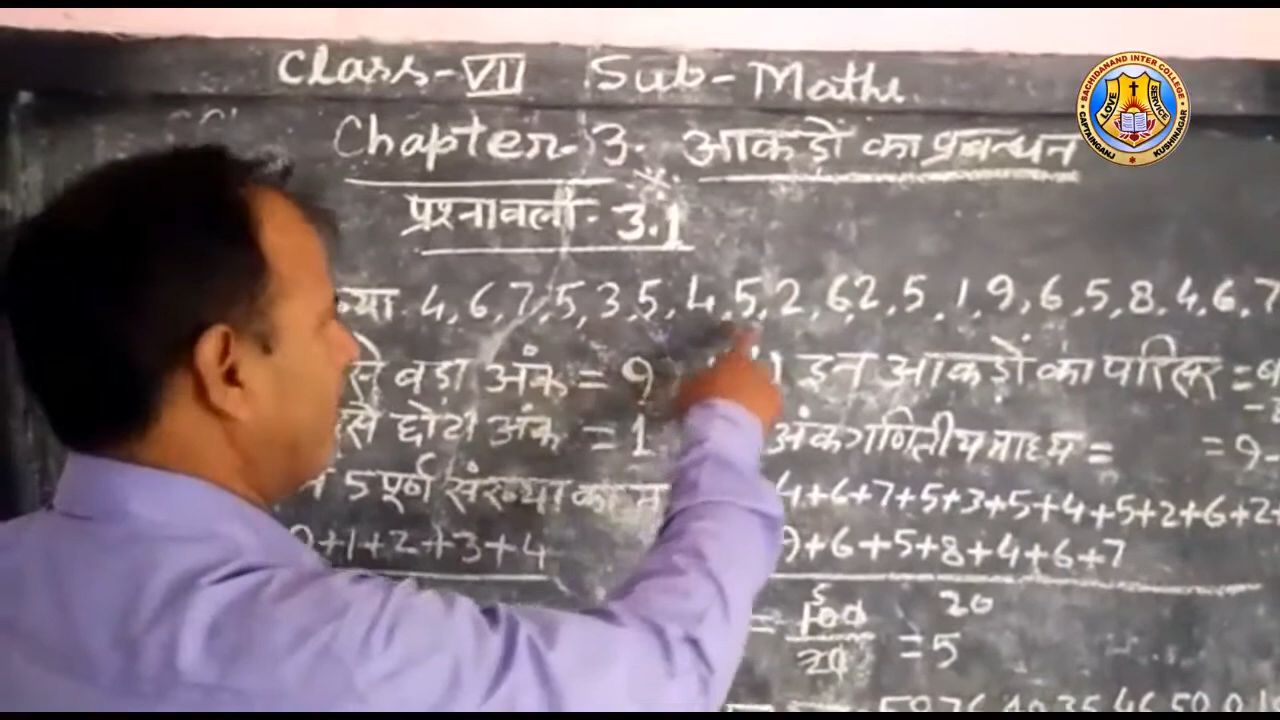 Class-VII Sub-Maths
Chapter-3. आकड़ों का प्रबन्धन
प्रश्नावली- 3.1
ख्या 4, 6, 7, 5, 3, 5, 4, 5, 2, 6, 2, 5, 1, 9, 6, 5, 8, 4, 6, 7
से बड़ा अंक = 9
से छोटा अंक = 1
5 पूर्ण संख्या का
0+1+2+3+4
इन आकड़ों का परिसर =
अंकगणितीय माध्य = = 9-
4+6+7+5+3+5+4+5+2+6+2+
9+6+5+8+4+6+7
20
= 100
20
= 5
SACHIDANAND INTER COLLEGE
LOVE
SERVICE
CAPTAINGANJ
KUSHINAGAR